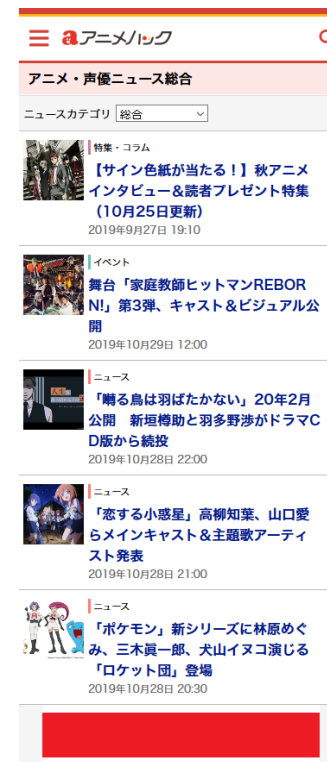 aアニメハック
アニメ・声優ニュース総合
ニュースカテゴリ 総合
特集・コラム
【サイン色紙が当たる！】秋アニメ
インタビュー＆読者プレゼント特集
（10月25日更新）
2019年9月27日 19:10
イベント
舞台「家庭教師ヒットマンREBOR
N!」第3弾、キャスト＆ビジュアル公
開
2019年10月29日 12:00
ニュース
「囀る鳥は羽ばたかない」20年2月
公開　新垣樽助と羽多野渉がドラマC
D版から続投
2019年10月28日 22:00
ニュース
「恋する小惑星」高柳知葉、山口愛
らメインキャスト＆主題歌アーティ
スト発表
2019年10月28日 21:00
ニュース
「ポケモン」新シリーズに林原めぐ
み、三木眞一郎、犬山イヌコ演じる
「ロケット団」登場
2019年10月28日 20:30